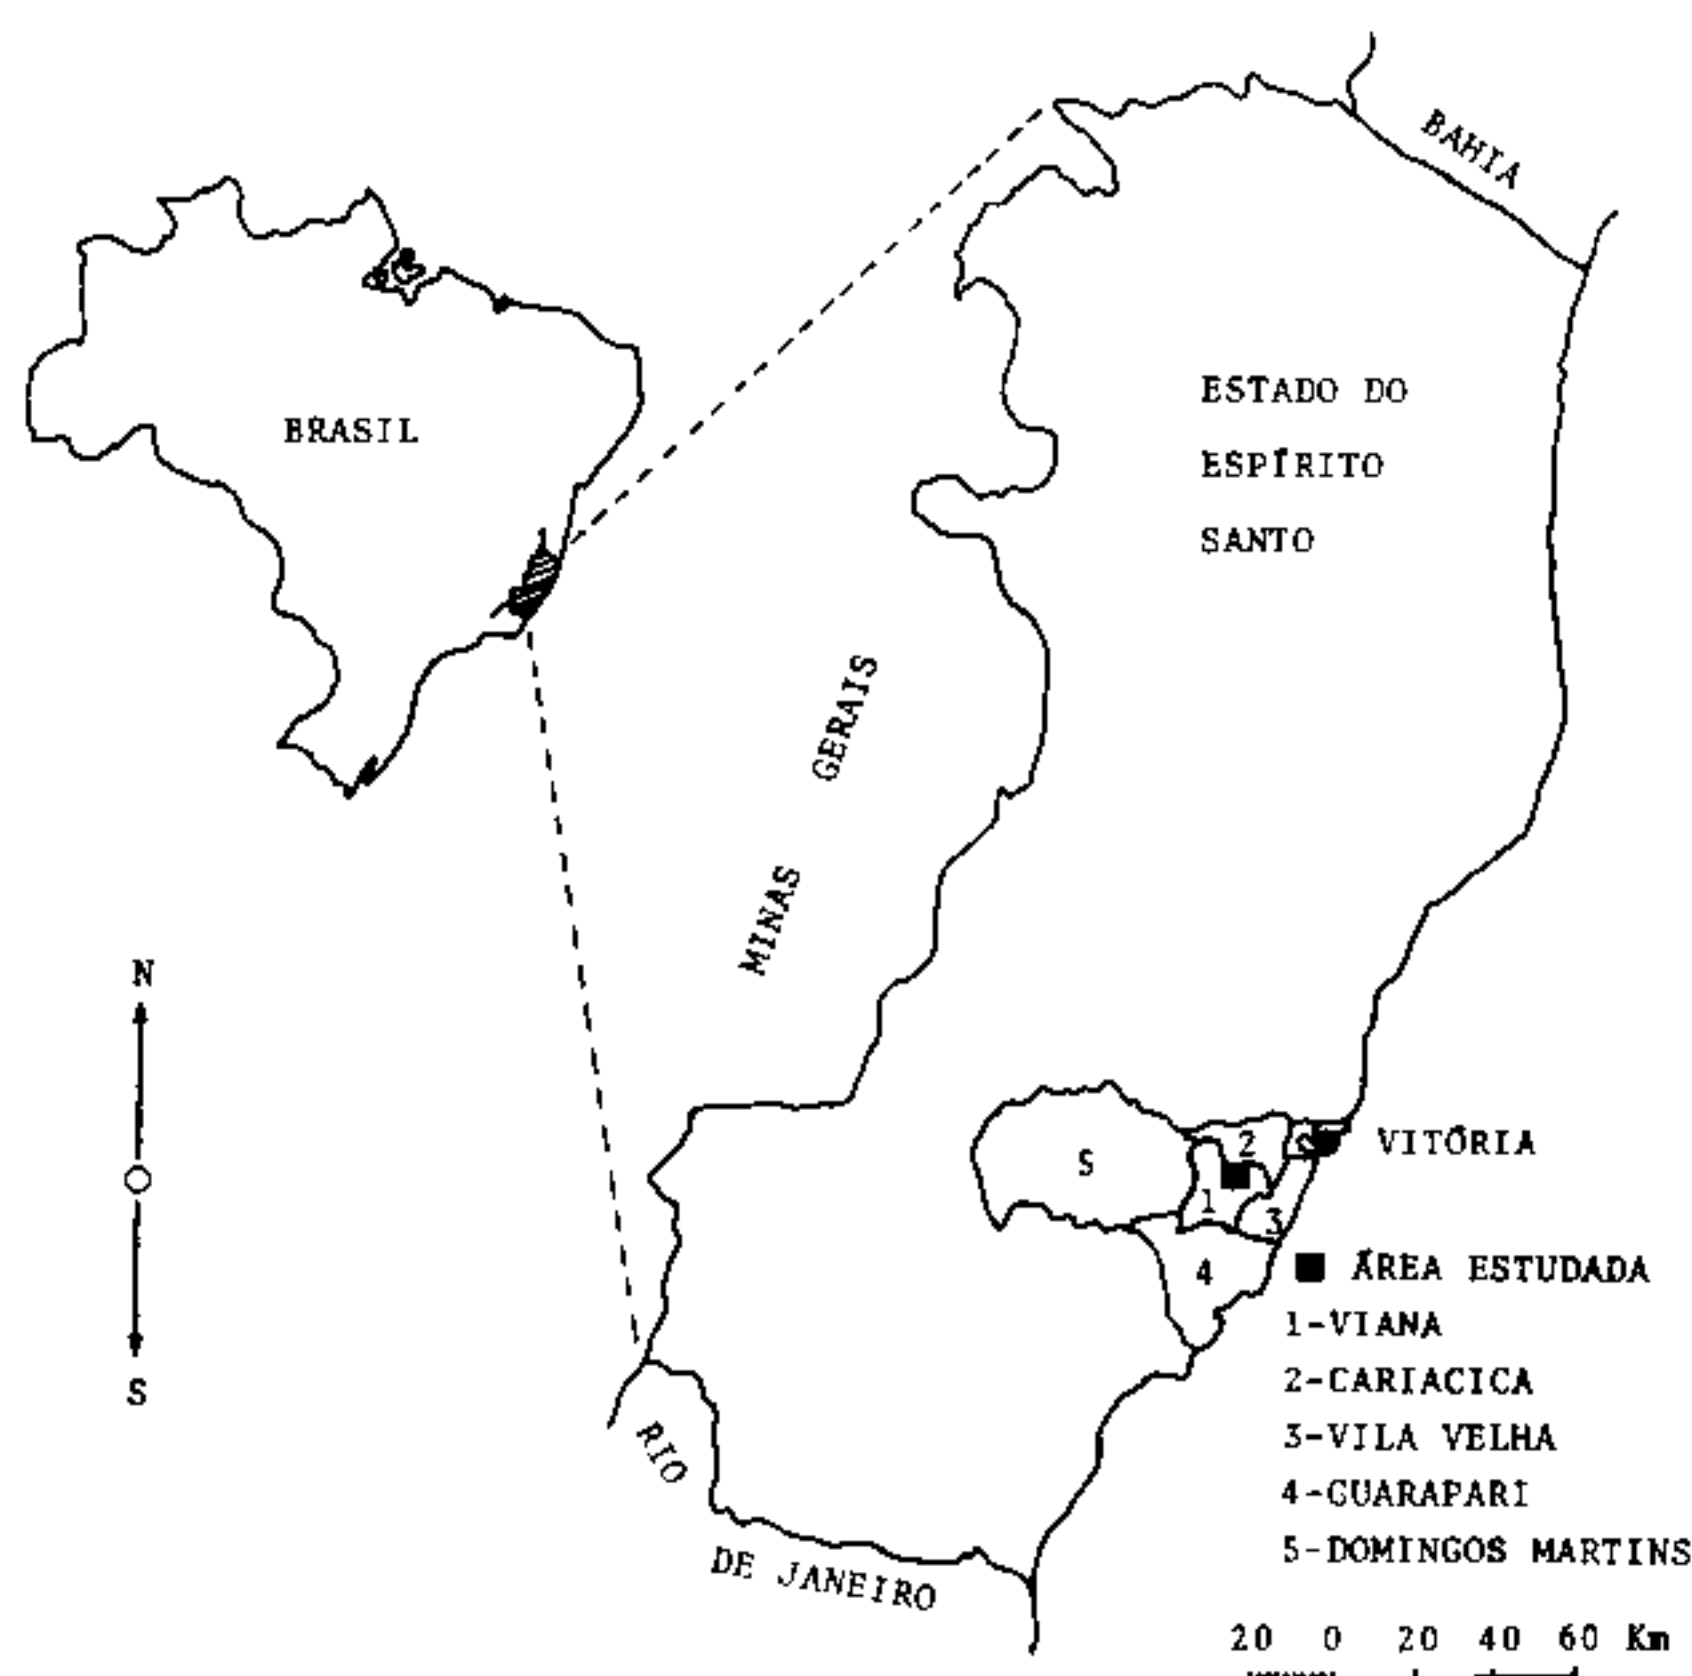 BAHIA
BRASIL
ESTADO DO
ESPÍRITO
SANTO
MINAS GERAIS
N
S
VITÓRIA
5
2
1
3
4
ÁREA ESTUDADA
1-VIANA
2-CARIACICA
3-VILA VELHA
4-GUARAPARI
5-DOMINGOS MARTINS
RIO
DE JANEIRO
20 0 20 40 60 Km